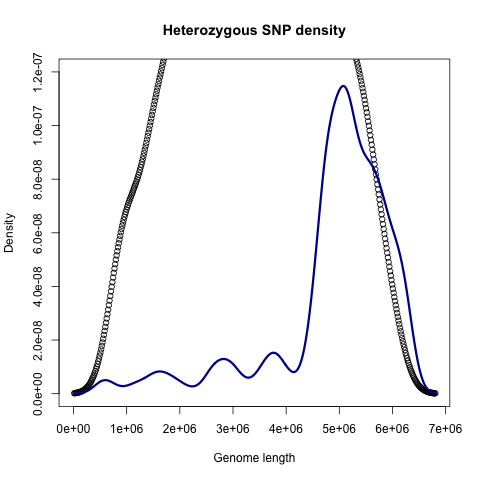 Heterozygous SNP density
1.2e-07
1.0e-07
8.0e-08
6.0e-08
4.0e-08
2.0e-08
0.0e+00
Density
0e+00 1e+06 2e+06 3e+06 4e+06 5e+06 6e+06 7e+06
Genome length